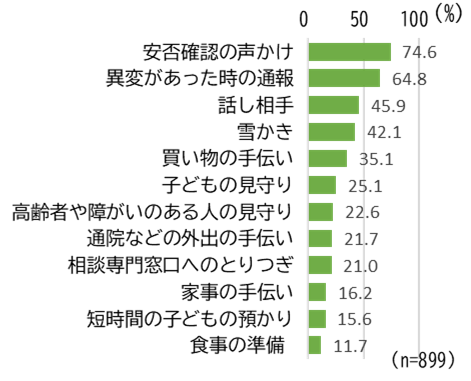 0 50 100 (%)
安否確認の声かけ 74.6
異変があった時の通報 64.8
話し相手 45.9
雪かき 42.1
買い物の手伝い 35.1
子どもの見守り 25.1
高齢者や障がいのある人の見守り 22.6
通院などの外出の手伝い 21.7
相談専門窓口へのとりつぎ 21.0
家事の手伝い 16.2
短時間の子どもの預かり 15.6
食事の準備 11.7
(n=899)